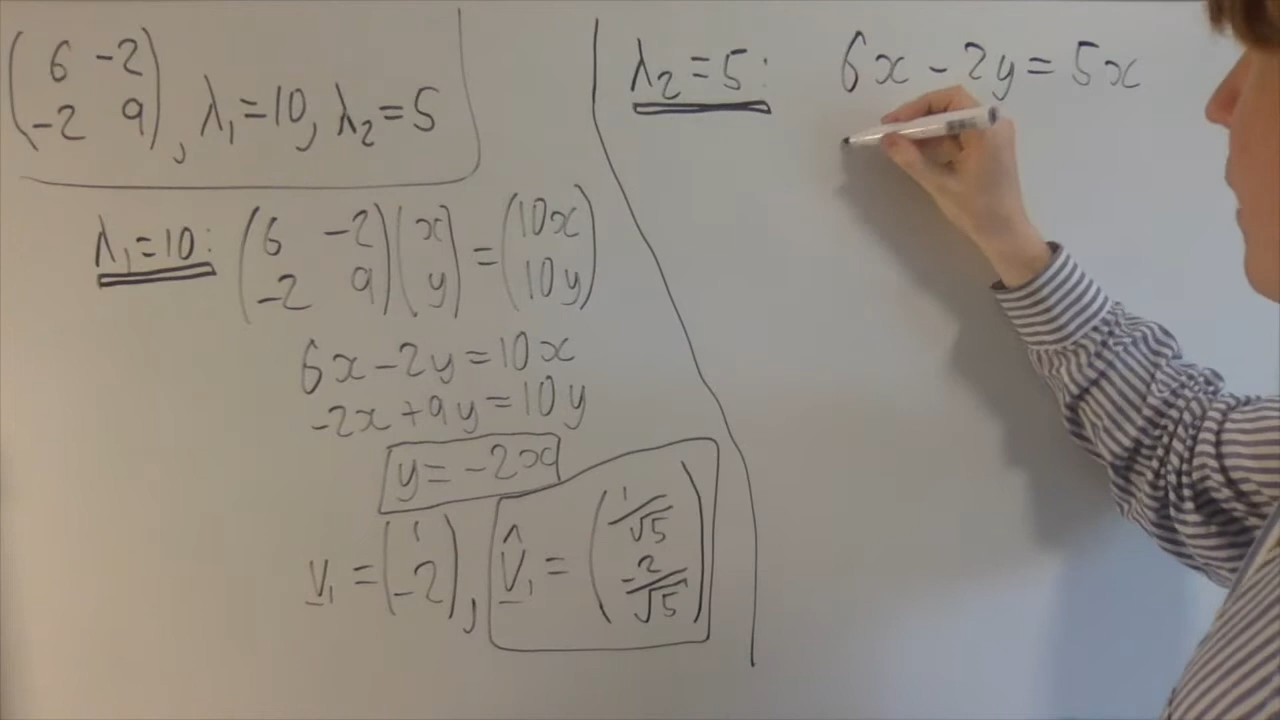 (6 -2
-2 9), λ₁=10, λ₂=5
λ₁=10: (6 -2
-2 9)(x
y)=(10x
10y)
6x-2y=10x
-2x+9y=10y
y=-2x
v₁=(1
-2), v̂₁=(1/√5
-2/√5)
λ₂=5: 6x-2y=5x